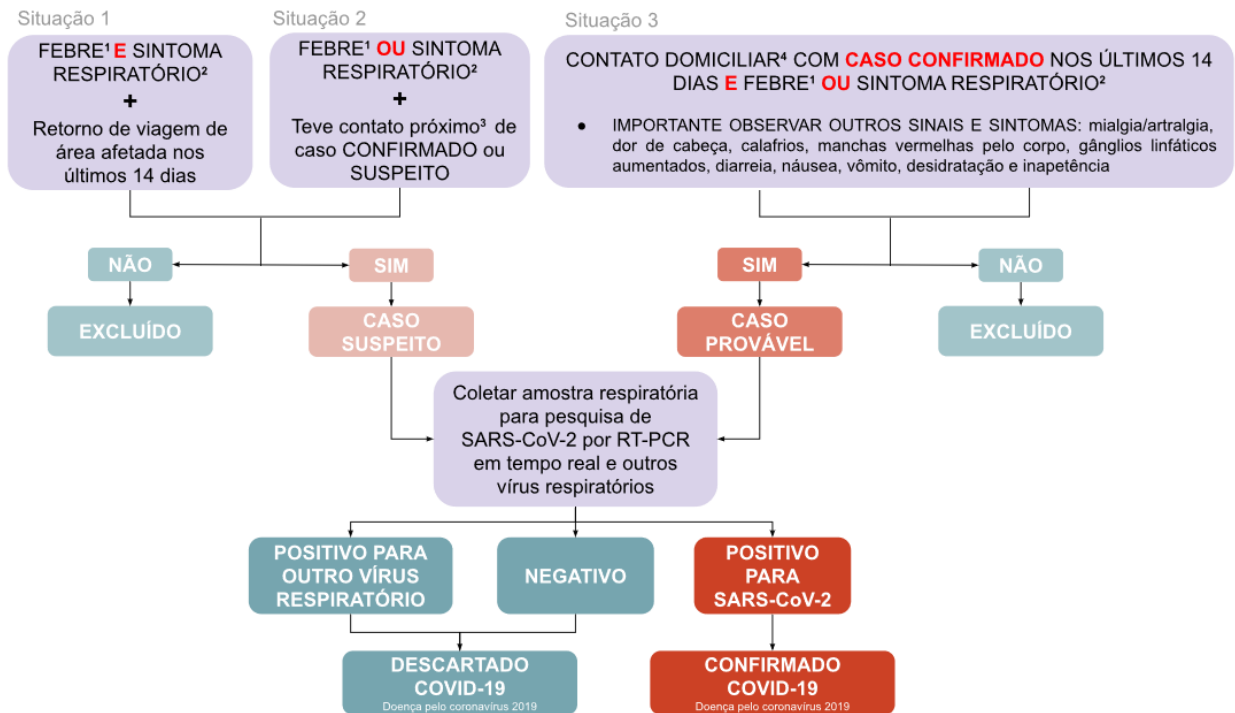 Situação 1
FEBRE¹ E SINTOMA
RESPIRATÓRIO²
+
Retorno de viagem de
área afetada nos
últimos 14 dias
Situação 2
FEBRE¹ OU SINTOMA
RESPIRATÓRIO²
+
Teve contato próximo³ de
caso CONFIRMADO ou
SUSPEITO
Situação 3
CONTATO DOMICILIAR⁴ COM CASO CONFIRMADO NOS ÚLTIMOS 14
DIAS E FEBRE¹ OU SINTOMA RESPIRATÓRIO²
● IMPORTANTE OBSERVAR OUTROS SINAIS E SINTOMAS: mialgia/artralgia,
dor de cabeça, calafrios, manchas vermelhas pelo corpo, gânglios linfáticos
aumentados, diarreia, náusea, vômito, desidratação e inapetência
NÃO
SIM
SIM
NÃO
EXCLUÍDO
CASO
SUSPEITO
CASO
PROVÁVEL
EXCLUÍDO
Coletar amostra respiratória
para pesquisa de
SARS-CoV-2 por RT-PCR
em tempo real e outros
vírus respiratórios
POSITIVO PARA
OUTRO VÍRUS
RESPIRATÓRIO
NEGATIVO
POSITIVO
PARA
SARS-CoV-2
DESCARTADO
COVID-19
Doença pelo coronavírus 2019
CONFIRMADO
COVID-19
Doença pelo coronavírus 2019